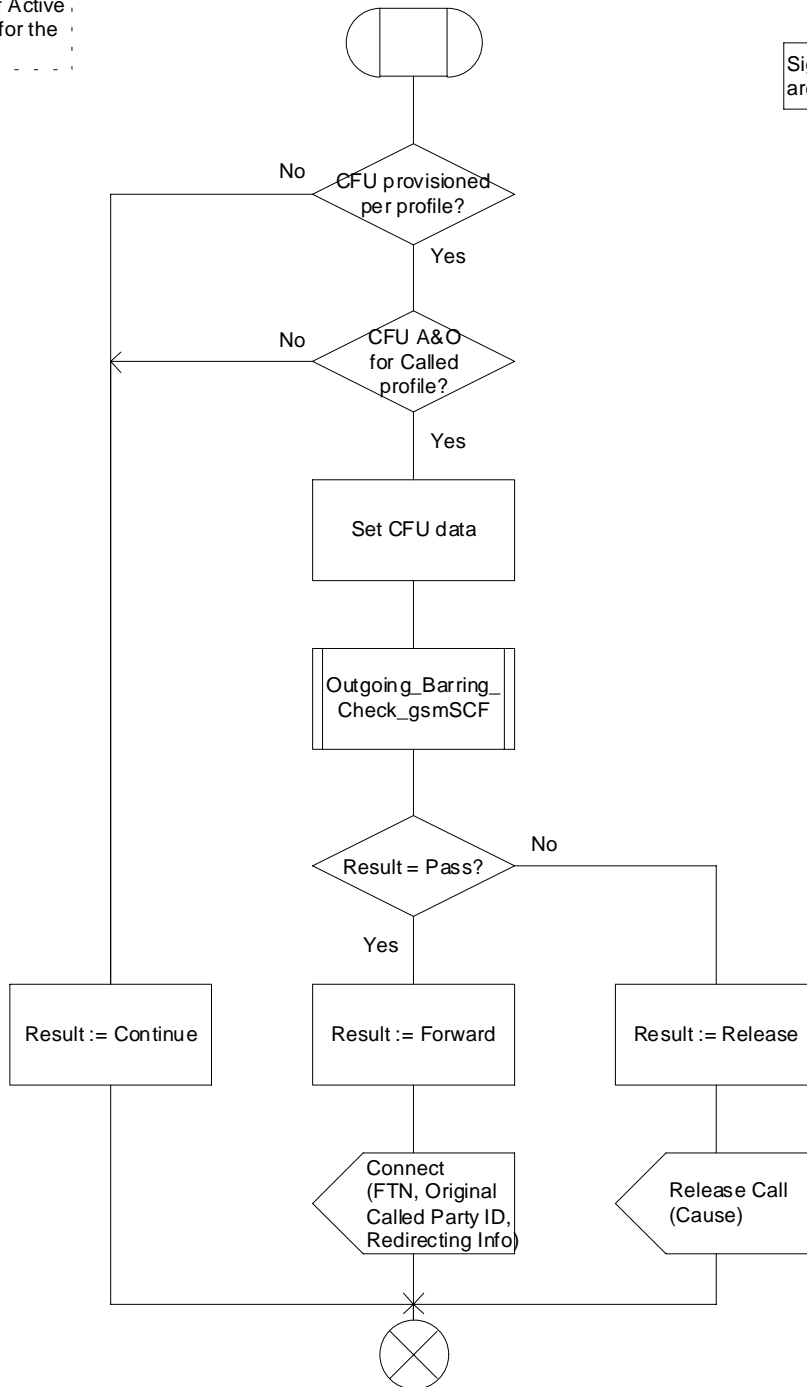 Active
for the
No
CFU provisioned
per profile?
Yes
No
CFU A&O
for Called
profile?
Yes
Set CFU data
Outgoing_Barring_
Check_gsmSCF
Result = Pass?
No
Yes
Result := Continue
Result := Forward
Result := Release
Connect
(FTN, Original
Called Party ID,
Redirecting Info)
Release Call
(Cause)